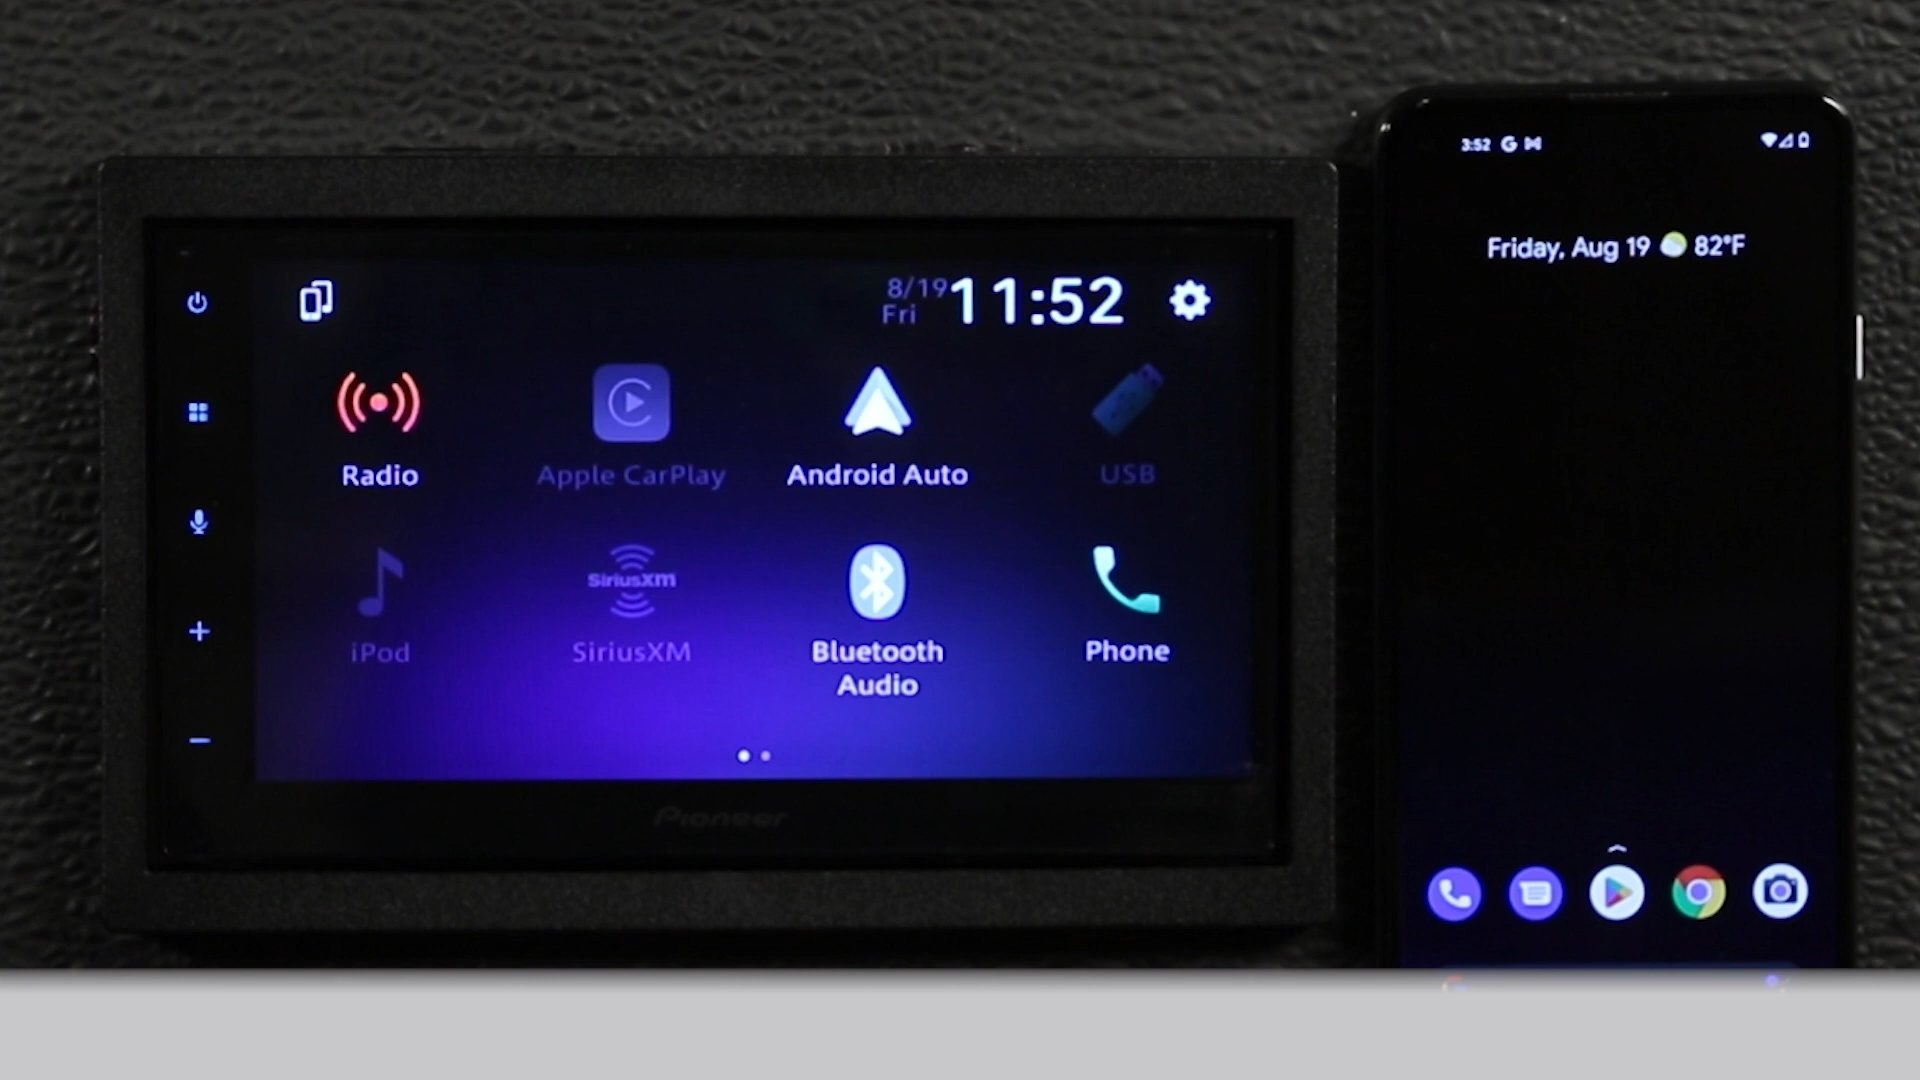 8/19
Fri
11:52
Radio
Apple CarPlay
Android Auto
USB
iPod
SiriusXM
SiriusXM
Bluetooth
Audio
Phone
Pioneer
3:52
Friday, Aug 19 82°F